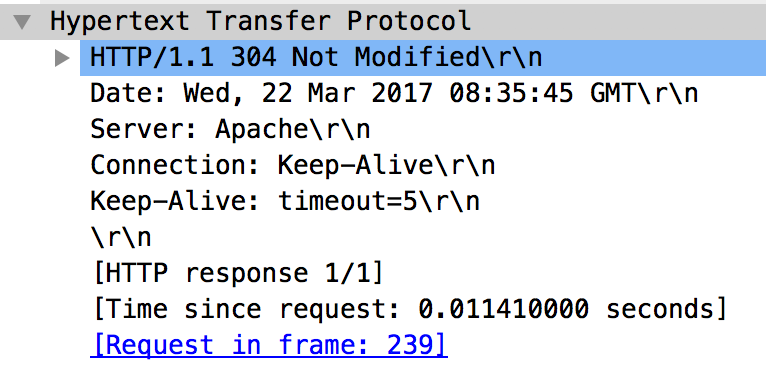 Hypertext Transfer Protocol
HTTP/1.1 304 Not Modified\r\n
Date: Wed, 22 Mar 2017 08:35:45 GMT\r\n
Server: Apache\r\n
Connection: Keep-Alive\r\n
Keep-Alive: timeout=5\r\n
\r\n
[HTTP response 1/1]
[Time since request: 0.011410000 seconds]
[Request in frame: 239]